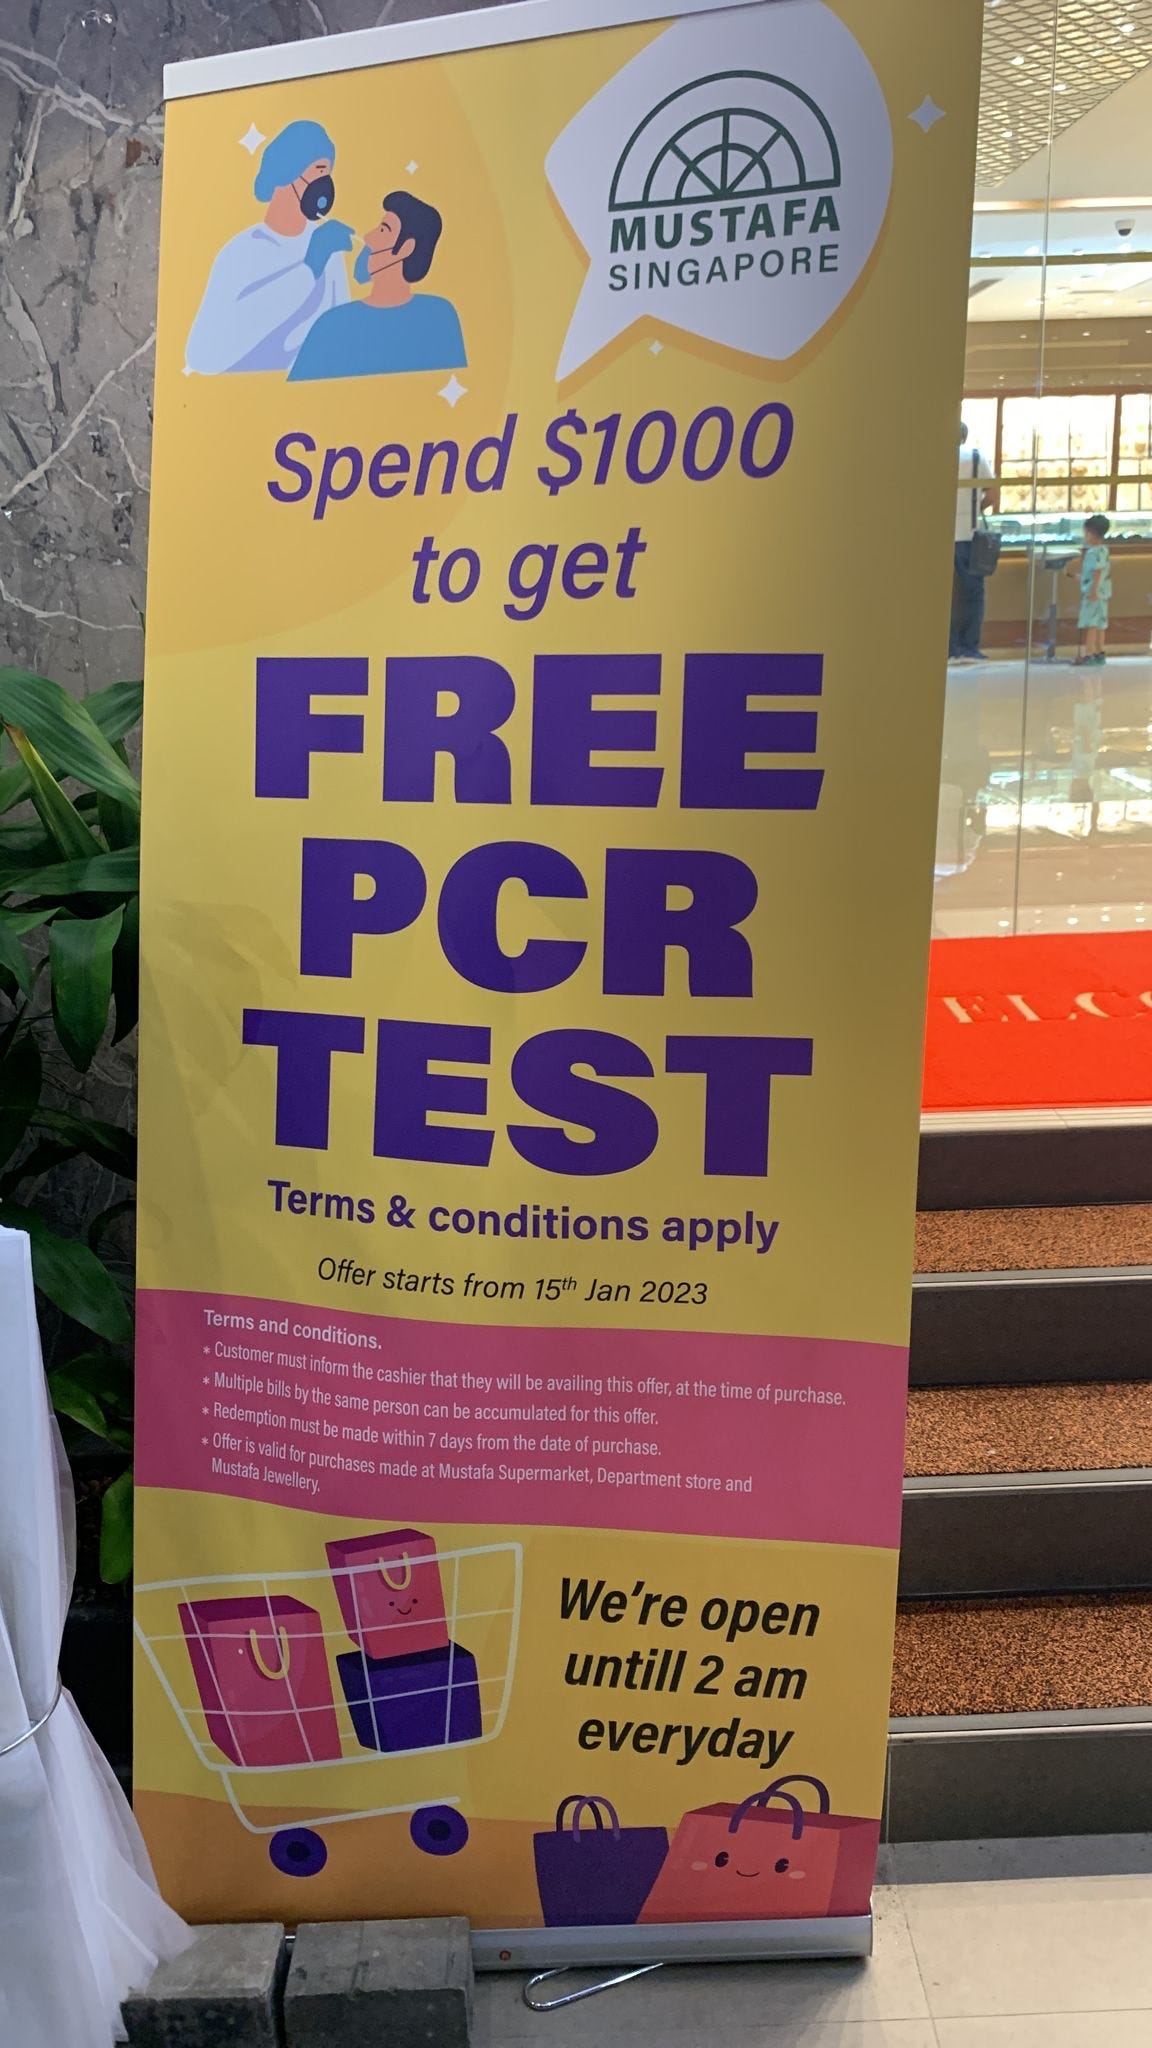 MUSTAFA
SINGAPORE
Spend $1000
to get
FREE
PCR
TEST
Terms & conditions apply
Offer starts from 15th Jan 2023
Terms and conditions.
* Customer must inform the cashier that they will be availing this offer, at the time of purchase.
* Multiple bills by the same person can be accumulated for this offer.
* Redemption must be made within 7 days from the date of purchase.
* Offer is valid for purchases made at Mustafa Supermarket, Department store and
Mustafa Jewellery.
We're open
untill 2 am
everyday